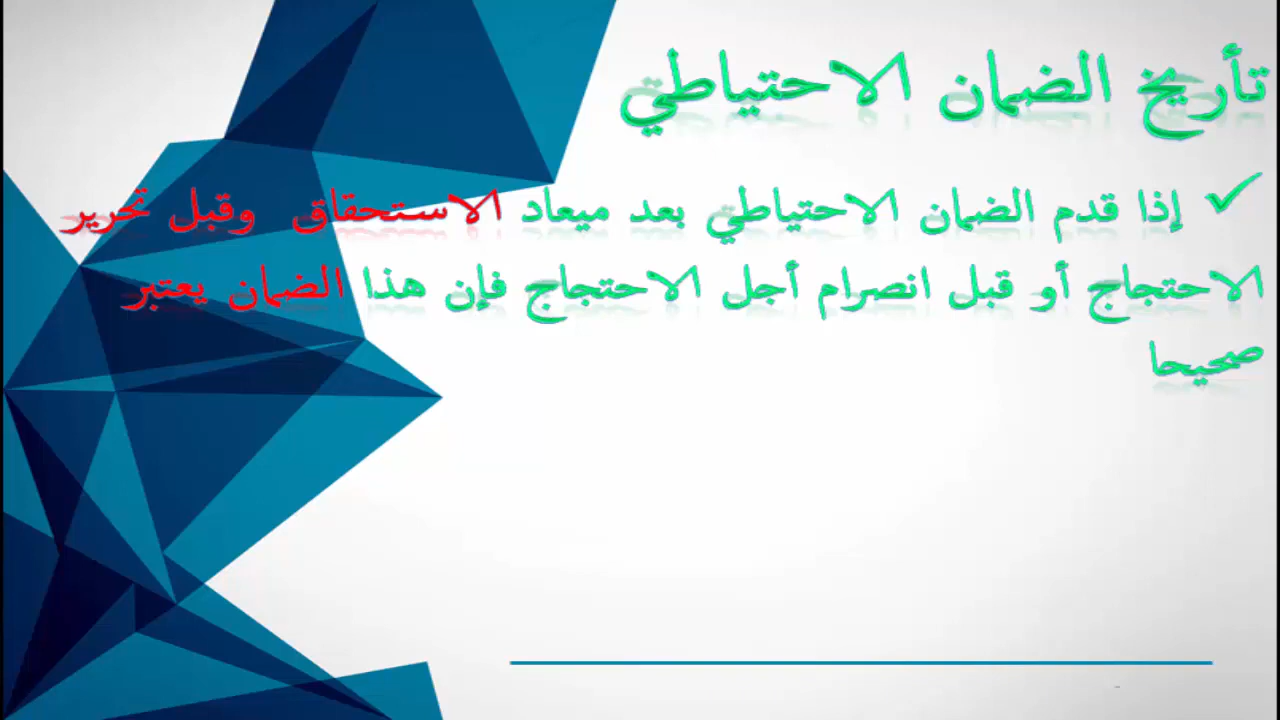 تأريخ الضمان الاحتياطي
✓ إذا قدم الضمان الاحتياطي بعد ميعاد الاستحقاق وقبل تحرير
الاحتجاج أو قبل انصرام أجل الاحتجاج فإن هذا الضمان يعتبر
صحيحا